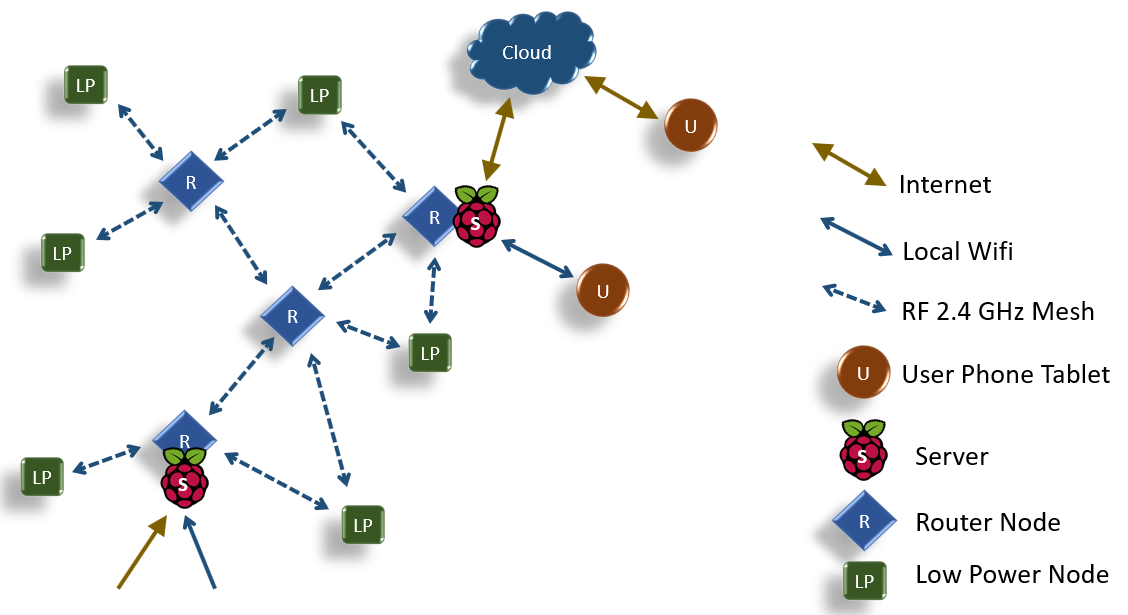 Cloud
LP
LP
U
R
Internet
R
S
LP
Local Wifi
U
R
RF 2.4 GHz Mesh
LP
U
User Phone Tablet
R
S
Server
LP
S
R
Router Node
LP
LP
Low Power Node